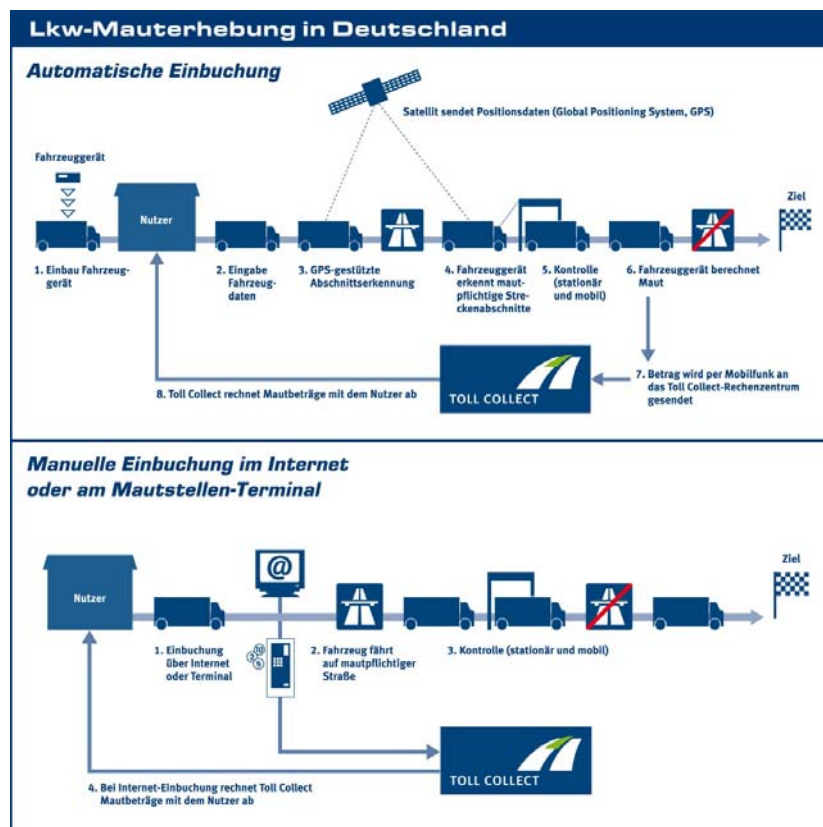 Lkw-Mauterhebung in Deutschland
Automatische Einbuchung
Satellit sendet Positionsdaten (Global Positioning System, GPS)
Fahrzeuggerät
Nutzer
Ziel
1. Einbau Fahrzeug-
gerät
2. Eingabe
Fahrzeug-
daten
3. GPS-gestützte
Abschnittserkennung
4. Fahrzeuggerät
erkennt maut-
pflichtige Stre-
ckenabschnitte
5. Kontrolle
(stationär
und mobil)
6. Fahrzeuggerät berechnet
Maut
7. Betrag wird per Mobilfunk an
das Toll Collect-Rechenzentrum
gesendet
TOLL COLLECT
8. Toll Collect rechnet Mautbeträge mit dem Nutzer ab
Manuelle Einbuchung im Internet
oder am Mautstellen-Terminal
Nutzer
@
Ziel
1. Einbuchung
über Internet
oder Terminal
10
2
5
2. Fahrzeug fährt
auf mautpflichtiger
Straße
3. Kontrolle (stationär und mobil)
TOLL COLLECT
4. Bei Internet-Einbuchung rechnet Toll Collect
Mautbeträge mit dem Nutzer ab